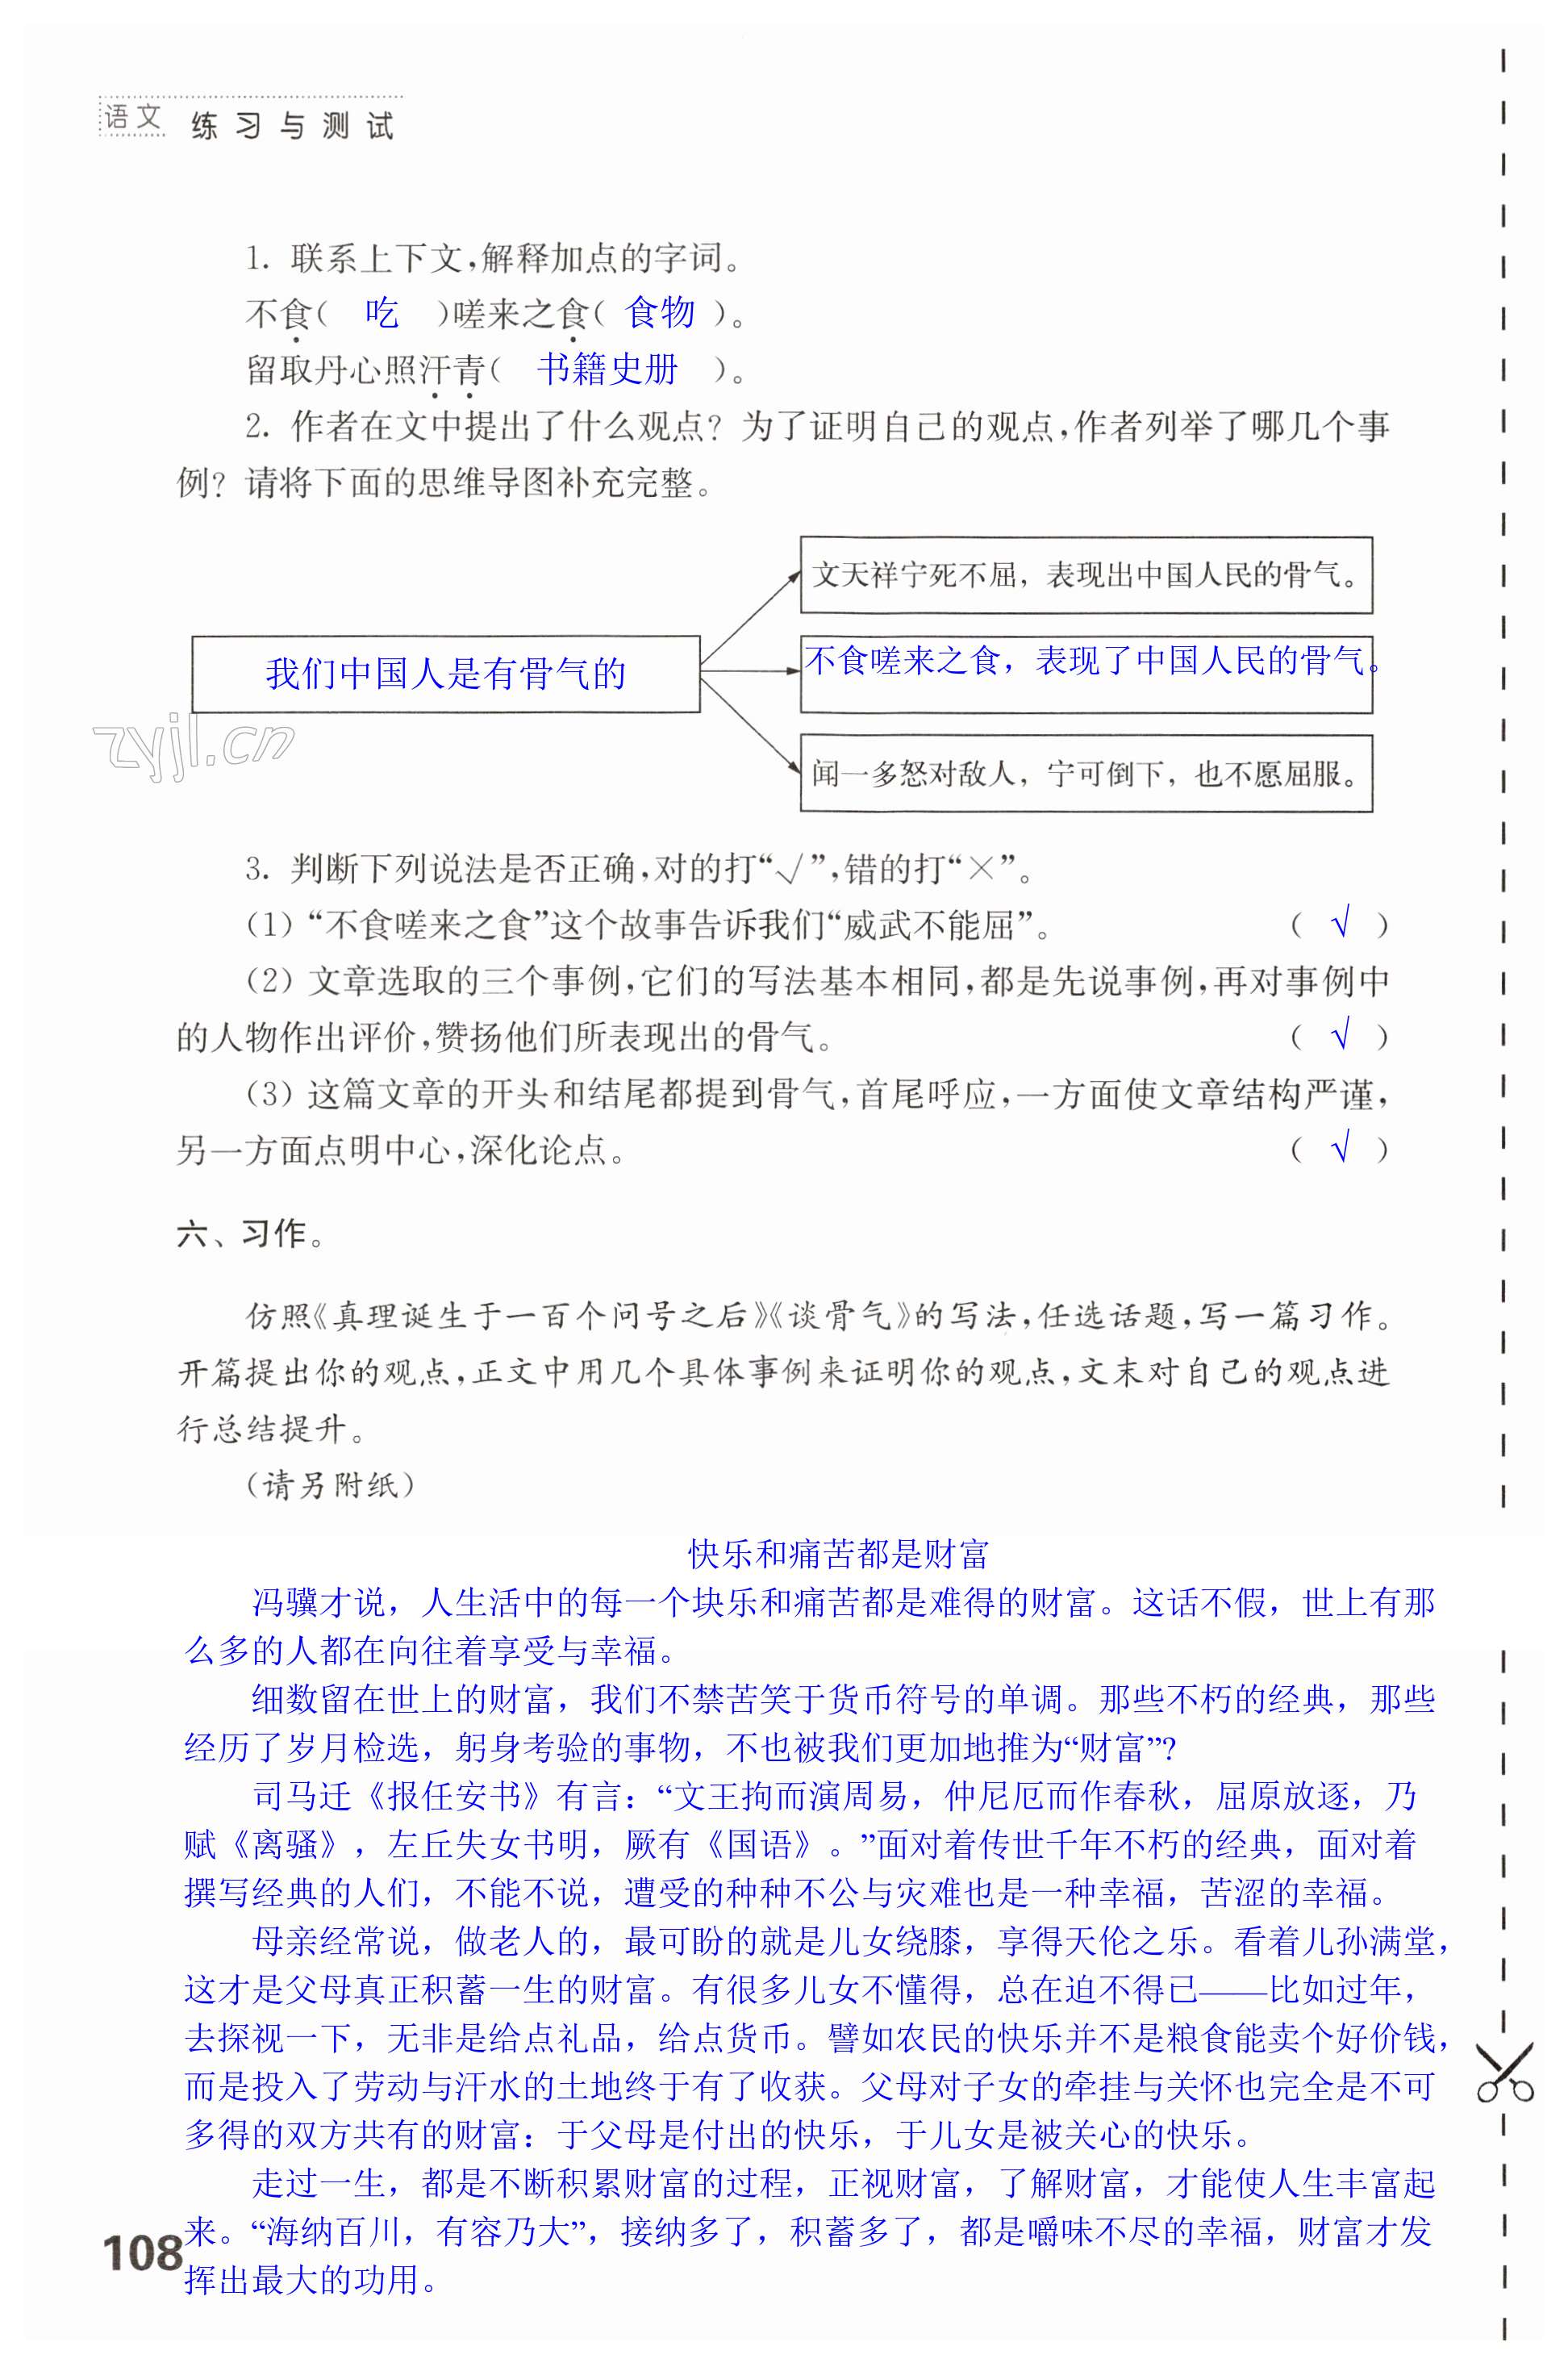 语文 练习与测试
1. 联系上下文,解释加点的字词。
不食( 吃 )嗟来之食( 食物 )。
留取丹心照汗青( 书籍史册 )。
2. 作者在文中提出了什么观点? 为了证明自己的观点,作者列举了哪几个事
例? 请将下面的思维导图补充完整。
文天祥宁死不屈，表现出中国人民的骨气。
我们中国人是有骨气的
不食嗟来之食，表现了中国人民的骨气。
zyjl.cn
闻一多怒对敌人，宁可倒下，也不愿屈服。
3. 判断下列说法是否正确,对的打“√”,错的打“×”。
(1) “不食嗟来之食”这个故事告诉我们“威武不能屈”。 ( √ )
(2) 文章选取的三个事例,它们的写法基本相同,都是先说事例,再对事例中
的人物作出评价,赞扬他们所表现出的骨气。 ( √ )
(3) 这篇文章的开头和结尾都提到骨气,首尾呼应,一方面使文章结构严谨,
另一方面点明中心,深化论点。 ( √ )
六、习作。
仿照《真理诞生于一百个问号之后》《谈骨气》的写法,任选话题,写一篇习作。
开篇提出你的观点,正文中用几个具体事例来证明你的观点,文末对自己的观点进
行总结提升。
(请另附纸)
快乐和痛苦都是财富
冯骥才说，人生活中的每一个块乐和痛苦都是难得的财富。这话不假，世上有那
么多的人都在向往着享受与幸福。
细数留在世上的财富，我们不禁苦笑于货币符号的单调。那些不朽的经典，那些
经历了岁月检选，躬身考验的事物，不也被我们更加地推为“财富”?
司马迁《报任安书》有言：“文王拘而演周易，仲尼厄而作春秋，屈原放逐，乃
赋《离骚》，左丘失女书明，厥有《国语》。”面对着传世千年不朽的经典，面对着
撰写经典的人们，不能不说，遭受的种种不公与灾难也是一种幸福，苦涩的幸福。
母亲经常说，做老人的，最可盼的就是儿女绕膝，享得天伦之乐。看着儿孙满堂，
这才是父母真正积蓄一生的财富。有很多儿女不懂得，总在迫不得已——比如过年，
去探视一下，无非是给点礼品，给点货币。譬如农民的快乐并不是粮食能卖个好价钱，
而是投入了劳动与汗水的土地终于有了收获。父母对子女的牵挂与关怀也完全是不可
多得的双方共有的财富：于父母是付出的快乐，于儿女是被关心的快乐。
走过一生，都是不断积累财富的过程，正视财富，了解财富，才能使人生丰富起
来。“海纳百川，有容乃大”，接纳多了，积蓄多了，都是嚼味不尽的幸福，财富才发
挥出最大的功用。
108